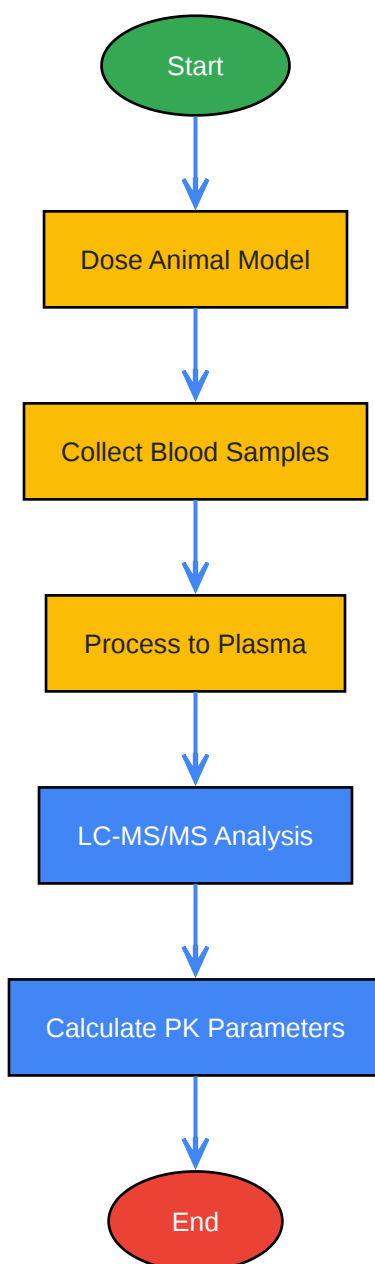 Start
Dose Animal Model
Collect Blood Samples
Process to Plasma
LC-MS/MS Analysis
Calculate PK Parameters
End